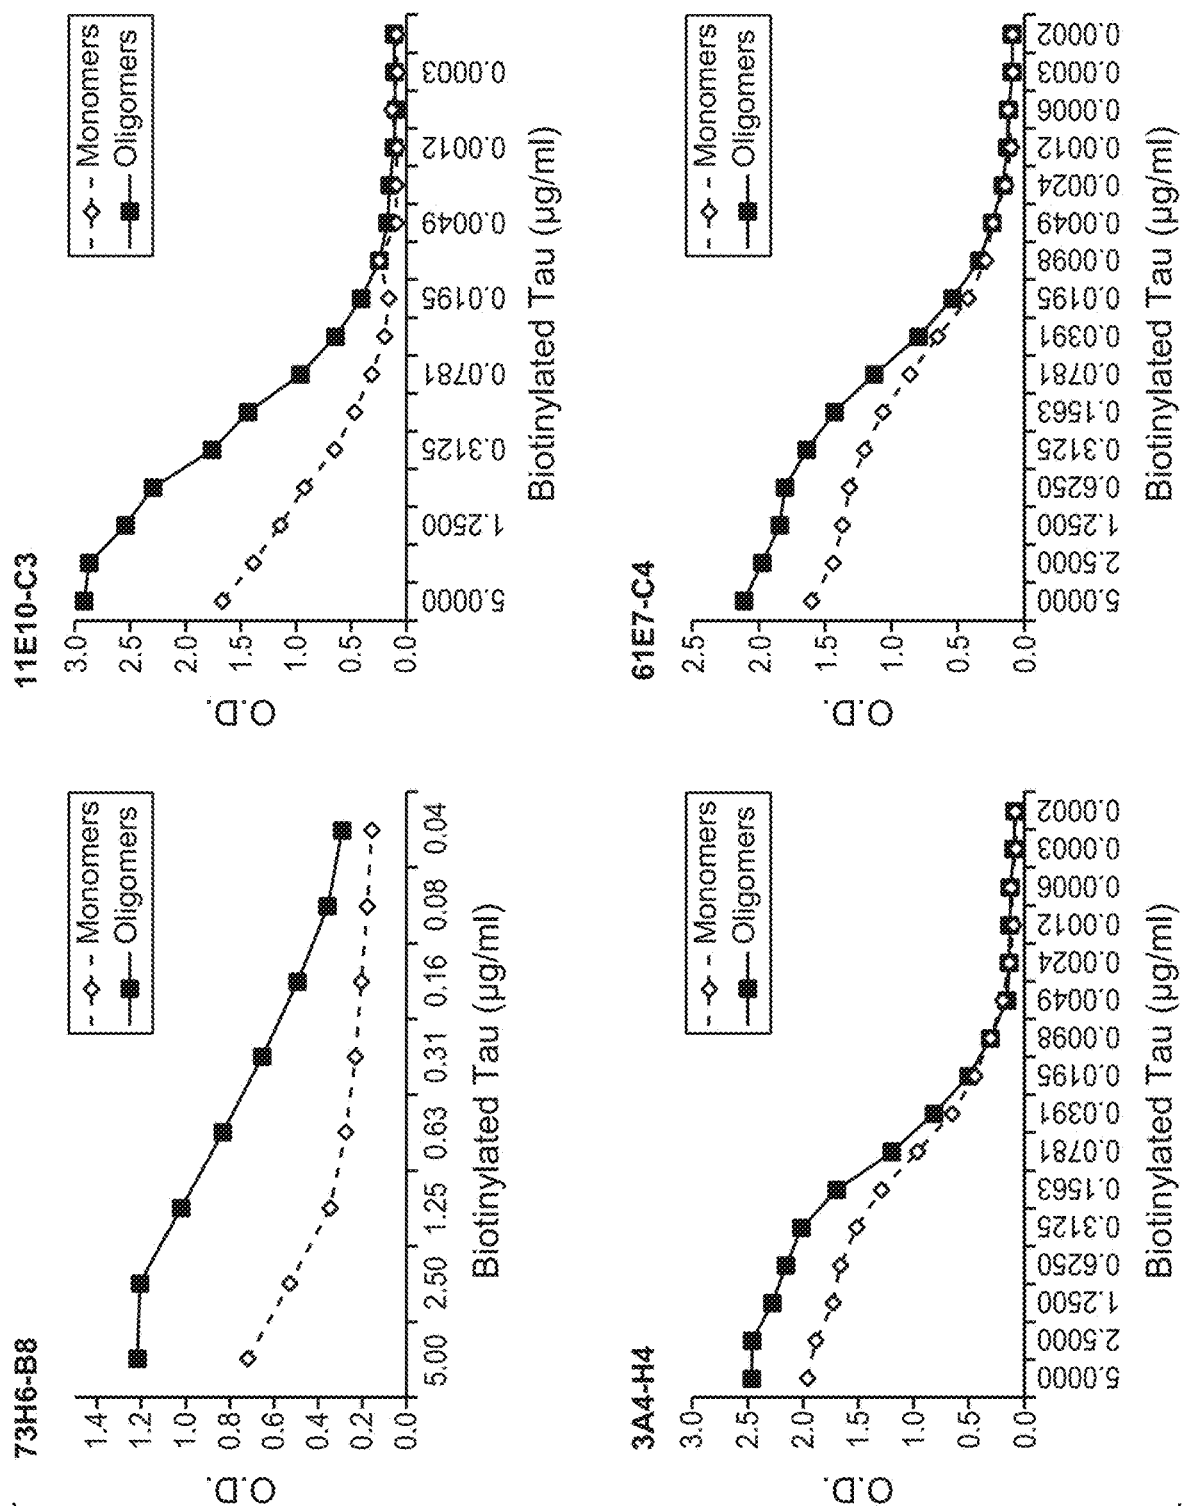 73H6-B8
O.D.
1.4
1.2
1.0
0.8
0.6
0.4
0.2
0.0
5.00 2.50 1.25 0.63 0.31 0.16 0.08 0.04
Biotinylated Tau (µg/ml)
Monomers
Oligomers
11E10-C3
O.D.
3.0
2.5
2.0
1.5
1.0
0.5
0.0
5.0000 1.2500 0.3125 0.0781 0.0195 0.0049 0.0012 0.0003
Biotinylated Tau (µg/ml)
Monomers
Oligomers
3A4-H4
O.D.
3.0
2.5
2.0
1.5
1.0
0.5
0.0
5.0000 2.5000 1.2500 0.6250 0.3125 0.1563 0.0781 0.0391 0.0195 0.0098 0.0049 0.0024 0.0012 0.0006 0.0003 0.0002
Biotinylated Tau (µg/ml)
Monomers
Oligomers
61E7-C4
O.D.
2.5
2.0
1.5
1.0
0.5
0.0
5.0000 2.5000 1.2500 0.6250 0.3125 0.1563 0.0781 0.0391 0.0195 0.0098 0.0049 0.0024 0.0012 0.0006 0.0003 0.0002
Biotinylated Tau (µg/ml)
Monomers
Oligomers